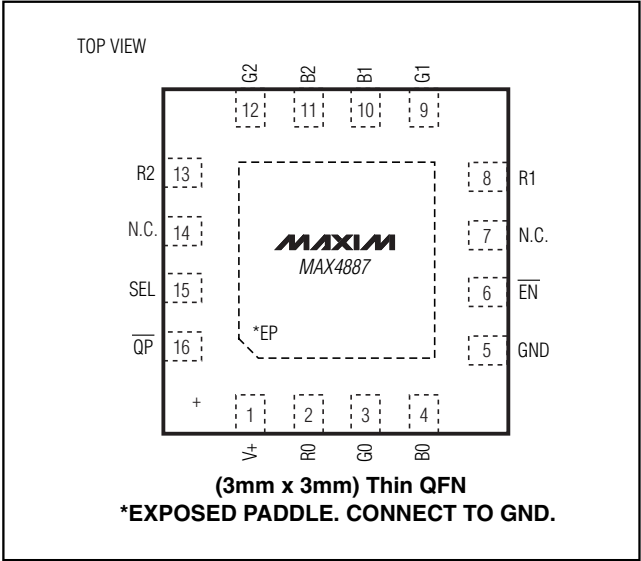 TOP VIEW
G2 B2 B1 G1
12 11 10 9
R2 13 8 R1
N.C. 14 7 N.C.
MAXIM
MAX4887
SEL 15 6 E̅N̅
*EP
Q̅P̅ 16 5 GND
+ 1 2 3 4
V+ R0 G0 B0
(3mm x 3mm) Thin QFN
*EXPOSED PADDLE. CONNECT TO GND.